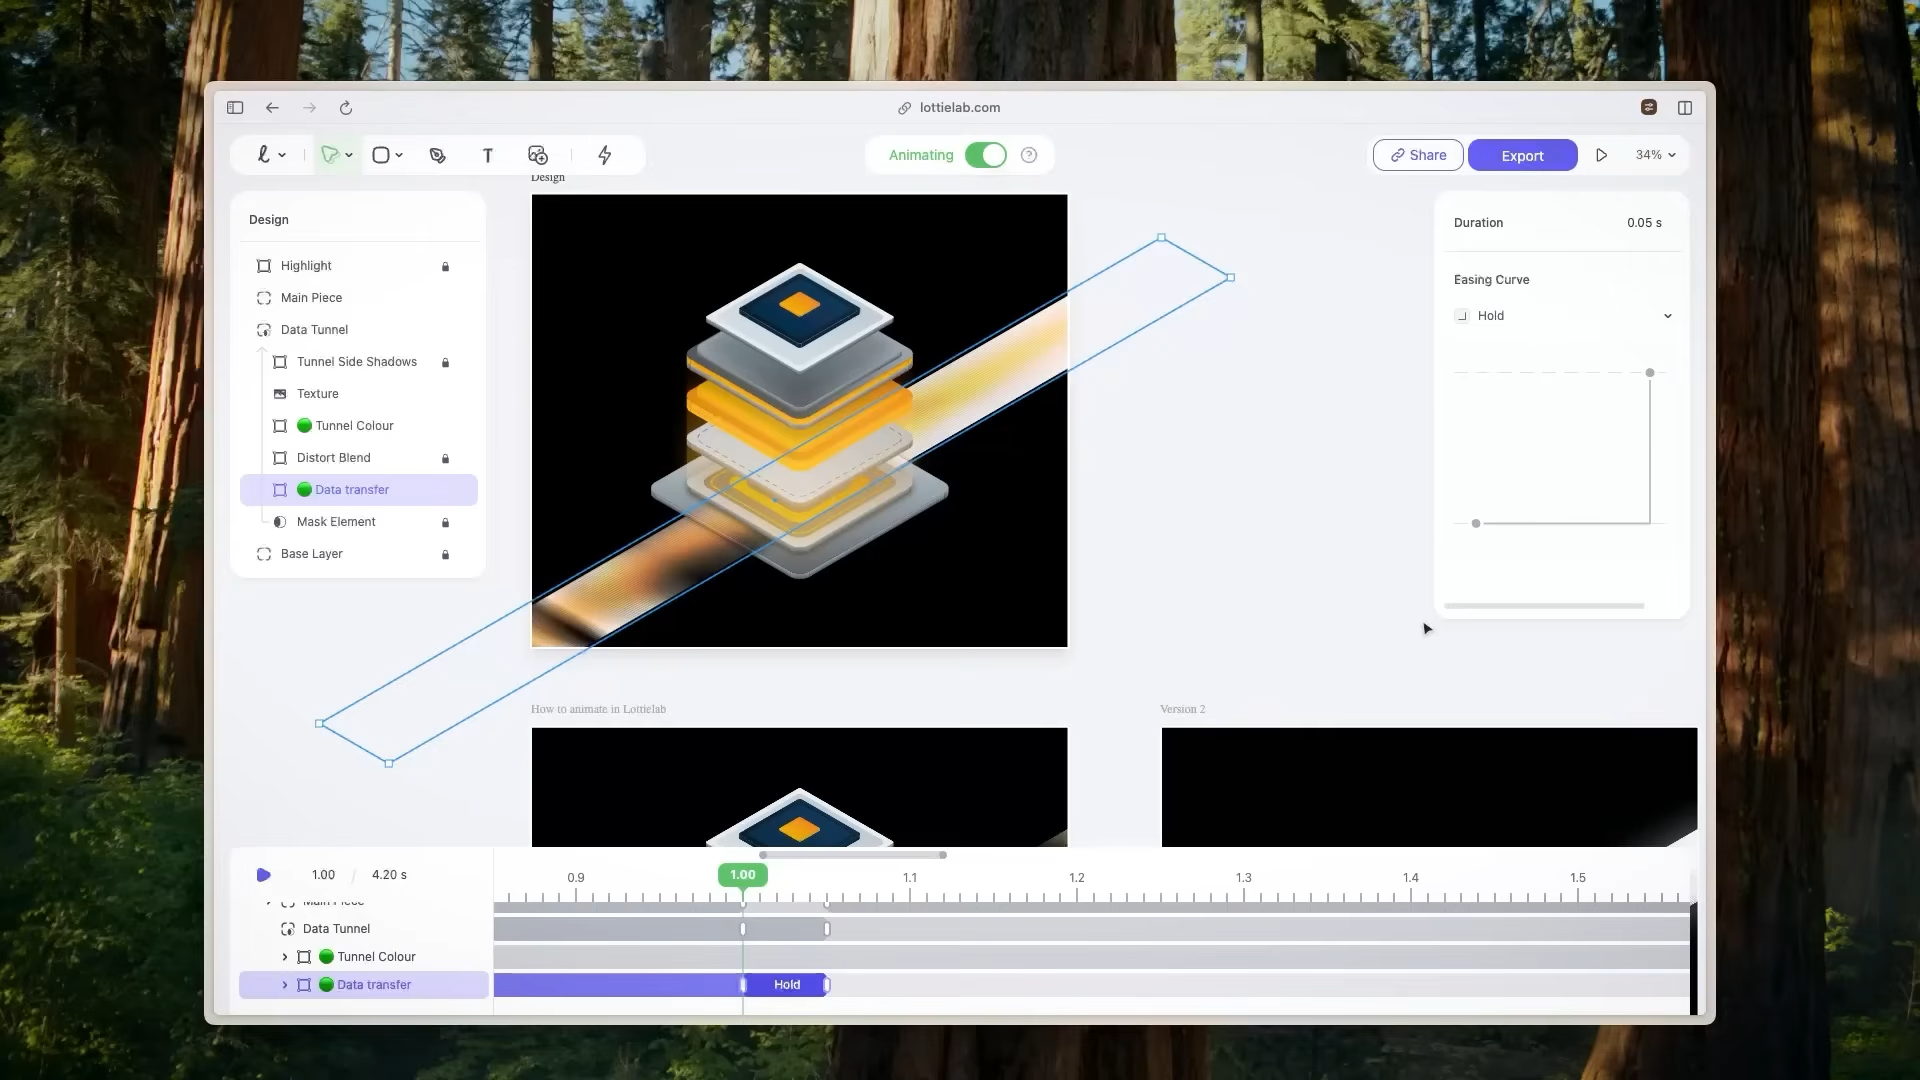 lottielab.com
T
Animating
Share
Export
34%
Design
Design
Highlight
Main Piece
Data Tunnel
Tunnel Side Shadows
Texture
Tunnel Colour
Distort Blend
Data transfer
Mask Element
Base Layer
Duration
0.05 s
Easing Curve
Hold
How to animate in Lottielab
Version 2
1.00 / 4.20 s
0.9
1.00
1.1
1.2
1.3
1.4
1.5
Main Piece
Data Tunnel
Tunnel Colour
Data transfer
Hold